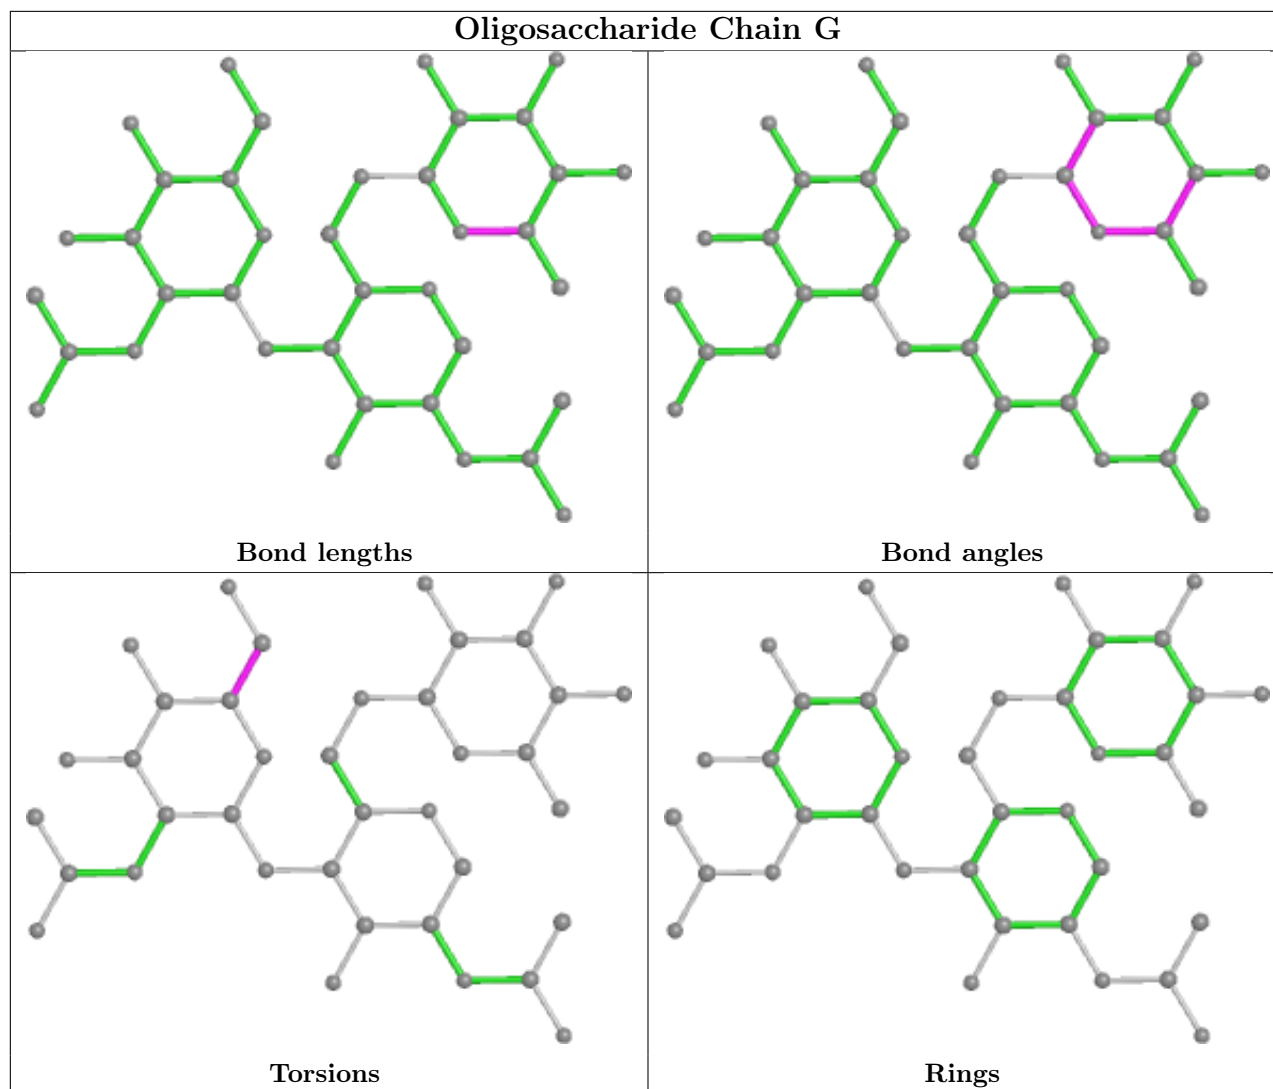 Oligosaccharide Chain G
Bond lengths
Bond angles
Torsions
Rings